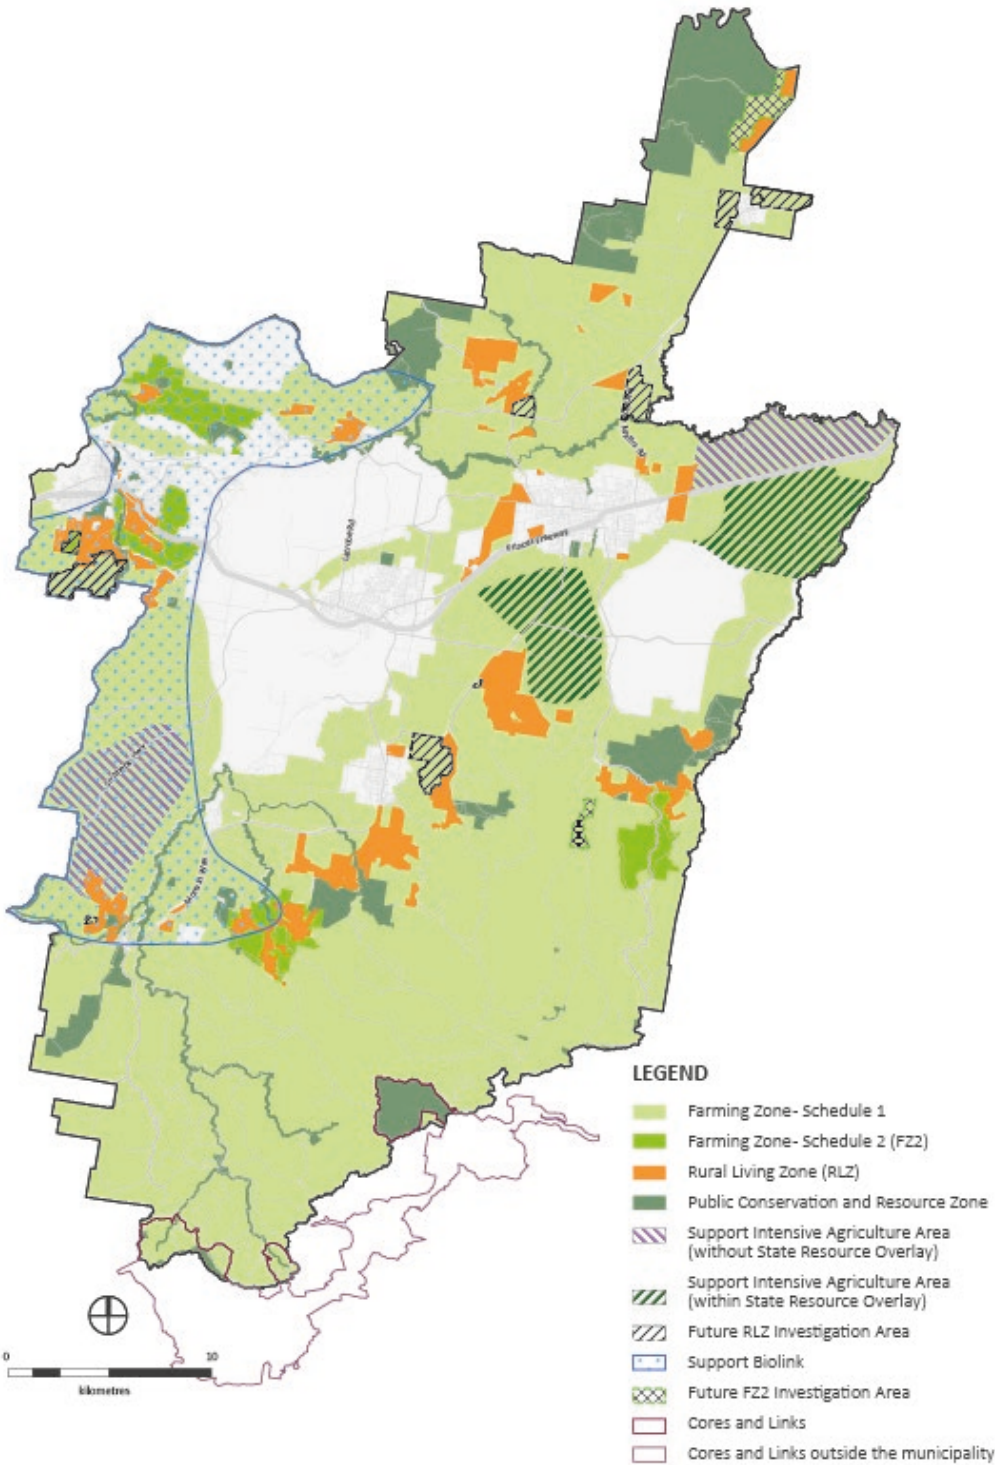 LEGEND
Farming Zone- Schedule 1
Farming Zone- Schedule 2 (FZ2)
Rural Living Zone (RLZ)
Public Conservation and Resource Zone
Support Intensive Agriculture Area
(without State Resource Overlay)
Support Intensive Agriculture Area
(within State Resource Overlay)
Future RLZ Investigation Area
Support Biolink
Future FZ2 Investigation Area
Cores and Links
Cores and Links outside the municipality
0
10
kilometres